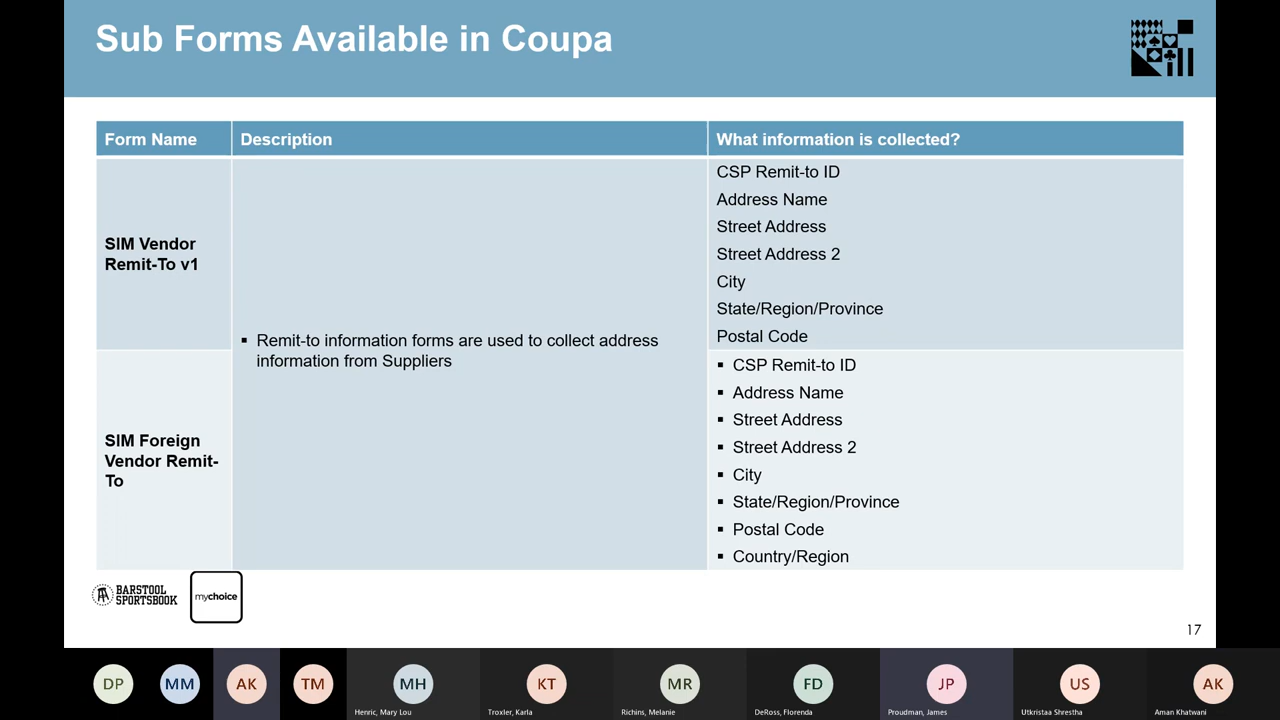 Sub Forms Available in Coupa
Form Name
Description
What information is collected?
SIM Vendor
Remit-To v1
▪ Remit-to information forms are used to collect address
information from Suppliers
CSP Remit-to ID
Address Name
Street Address
Street Address 2
City
State/Region/Province
Postal Code
SIM Foreign
Vendor Remit-
To
▪ CSP Remit-to ID
▪ Address Name
▪ Street Address
▪ Street Address 2
▪ City
▪ State/Region/Province
▪ Postal Code
▪ Country/Region
BARSTOOL
SPORTSBOOK
mychoice
17
DP
MM
AK
TM
MH
Henric, Mary Lou
KT
Troxler, Karla
MR
Richins, Melanie
FD
DeRoss, Florenda
JP
Proudman, James
US
Utkristaa Shrestha
AK
Aman Khatwani